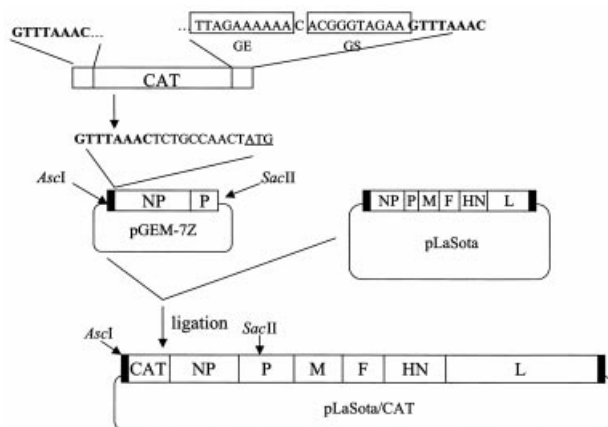 GTTTAAAC...
... TTAGAAAAAA C ACGGGTAGAA GTTTAAAC
GE GS
CAT
GTTTAAACTCTGCCAACTATG
AscI SacII
NP P
pGEM-7Z
NP P M F HN L
pLaSota
ligation
AscI SacII
CAT NP P M F HN L
pLaSota/CAT